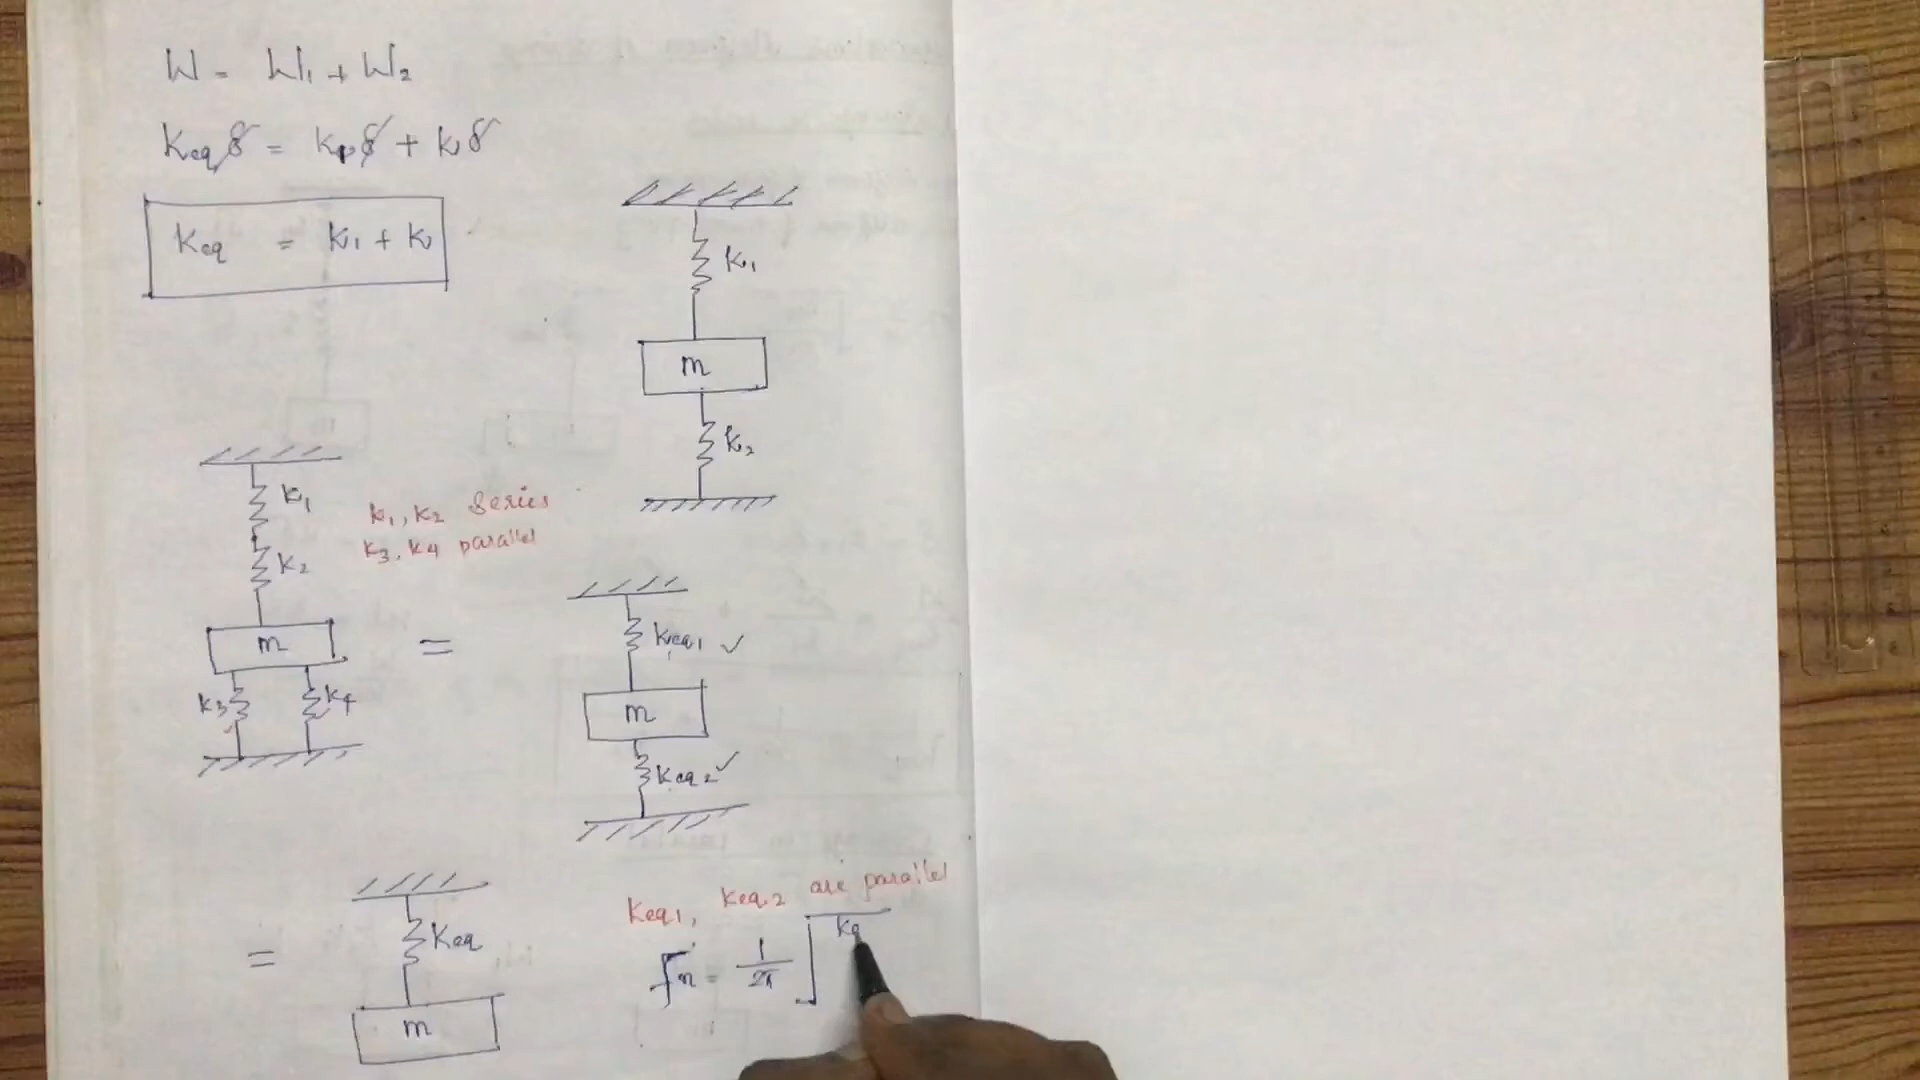 W = W1 + W2
Keq δ = k1 δ + k2 δ
Keq = k1 + k2
k1
m
k2
k1
k2
m
k3 k4
k1, k2 Series
k3, k4 parallel
=
keq1 ✓
m
keq2 ✓
=
Keq
m
Keq1, Keq2 are parallel
fn = 1/2π √ke